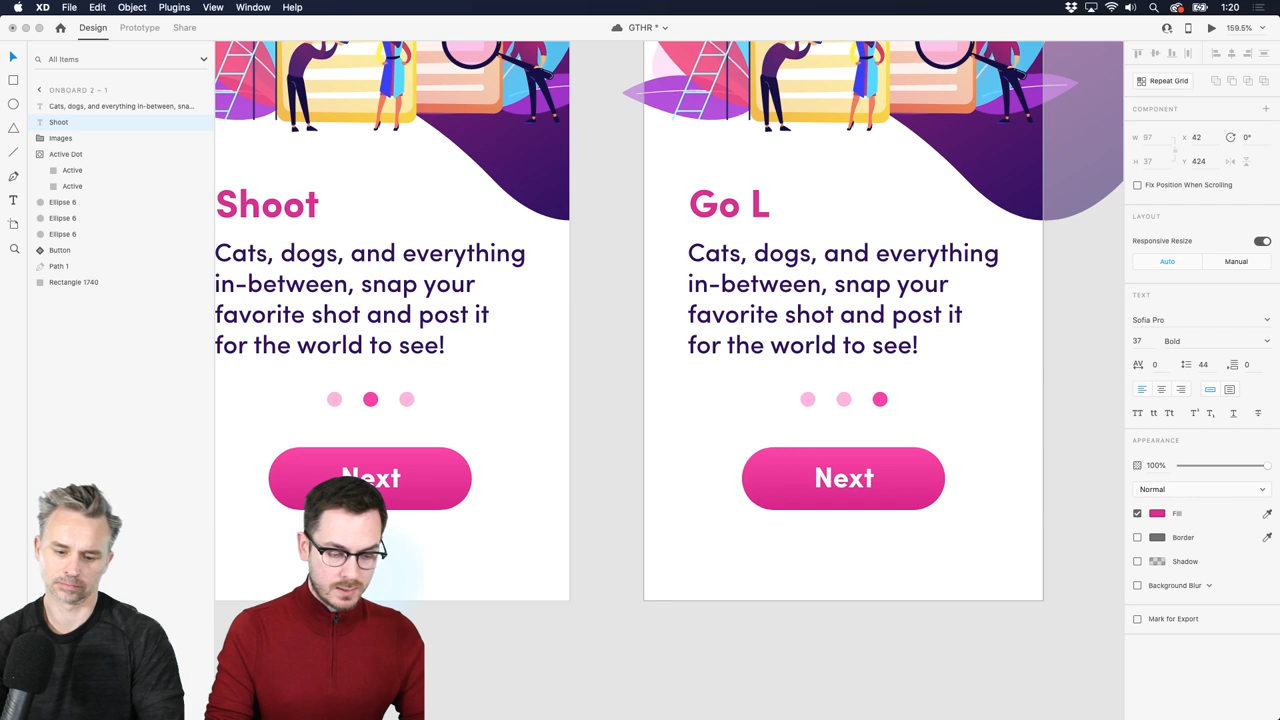 XD File Edit Object Plugins View Window Help 1:20
Design Prototype Share GTHR * 159.5%
All Items
ONBOARD 2 – 1
Cats, dogs, and everything in-between, sna...
Shoot
Images
Active Dot
Active
Active
Ellipse 6
Ellipse 6
Ellipse 6
Button
Path 1
Rectangle 1740
Shoot
Cats, dogs, and everything
in-between, snap your
favorite shot and post it
for the world to see!
Next
Go L
Cats, dogs, and everything
in-between, snap your
favorite shot and post it
for the world to see!
Next
Repeat Grid
COMPONENT
W 97 X 42 0°
H 37 Y 424
Fix Position When Scrolling
LAYOUT
Responsive Resize
Auto Manual
TEXT
Sofia Pro
37 Bold
AV 0 44 0
TT tt Tt T¹ T₁ T T
APPEARANCE
100%
Normal
Fill
Border
Shadow
Background Blur
Mark for Export